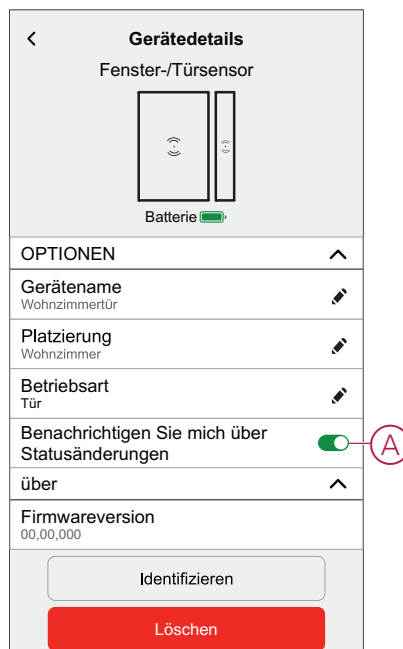 Gerätedetails
Fenster-/Türsensor
Batterie
OPTIONEN
Gerätename
Wohnzimmertür
Platzierung
Wohnzimmer
Betriebsart
Tür
Benachrichtigen Sie mich über
Statusänderungen
A
über
Firmwareversion
00,00,000
Identifizieren
Löschen